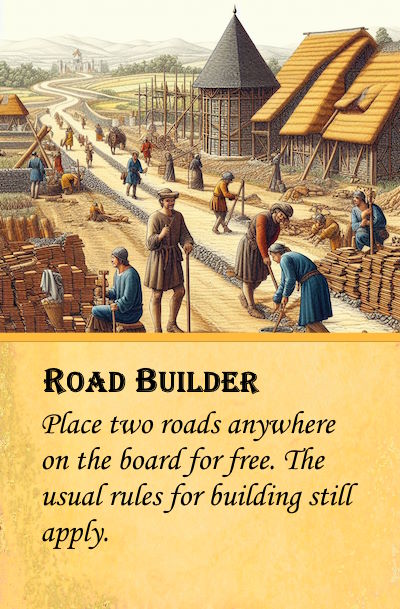 Road Builder
Place two roads anywhere
on the board for free. The
usual rules for building still
apply.